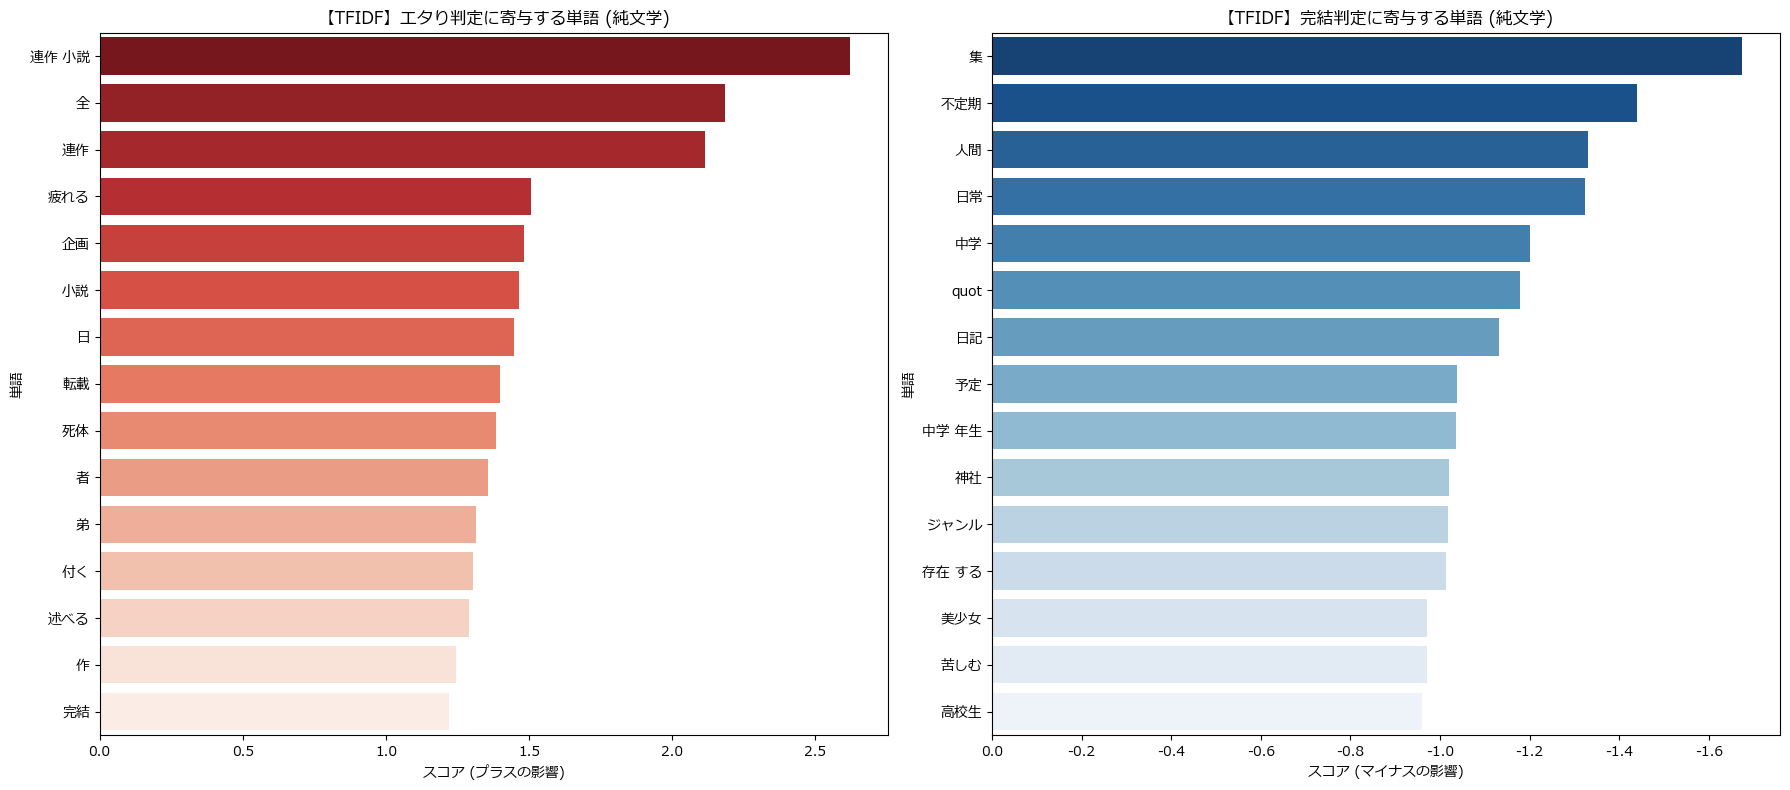 【TFIDF】エタり判定に寄与する単語 (純文学)
単語
連作 小説
全
連作
疲れる
企画
小説
日
転載
死体
者
弟
付く
述べる
作
完結
0.0 0.5 1.0 1.5 2.0 2.5
スコア (プラスの影響)
【TFIDF】完結判定に寄与する単語 (純文学)
単語
集
不定期
人間
日常
中学
quot
日記
予定
中学 年生
神社
ジャンル
存在 する
美少女
苦しむ
高校生
0.0 -0.2 -0.4 -0.6 -0.8 -1.0 -1.2 -1.4 -1.6
スコア (マイナスの影響)